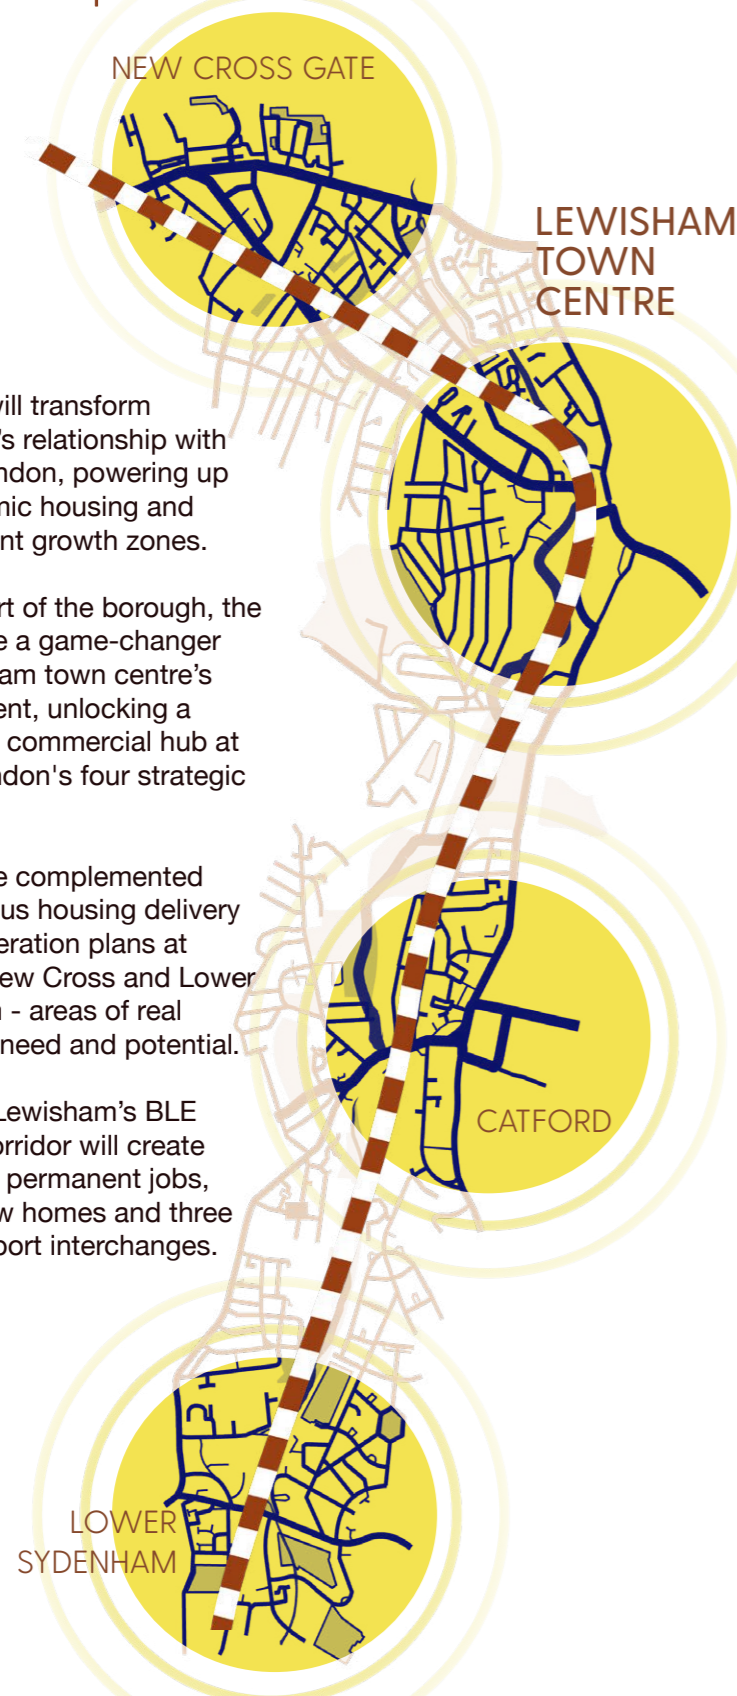 NEW CROSS GATE
LEWISHAM
TOWN
CENTRE
will transform
's relationship with
ndon, powering up
mic housing and
nt growth zones.
rt of the borough, the
e a game-changer
am town centre's
ent, unlocking a
commercial hub at
ndon's four strategic
e complemented
us housing delivery
eration plans at
ew Cross and Lower
- areas of real
need and potential.
Lewisham's BLE
orridor will create
permanent jobs,
w homes and three
port interchanges.
CATFORD
LOWER
SYDENHAM